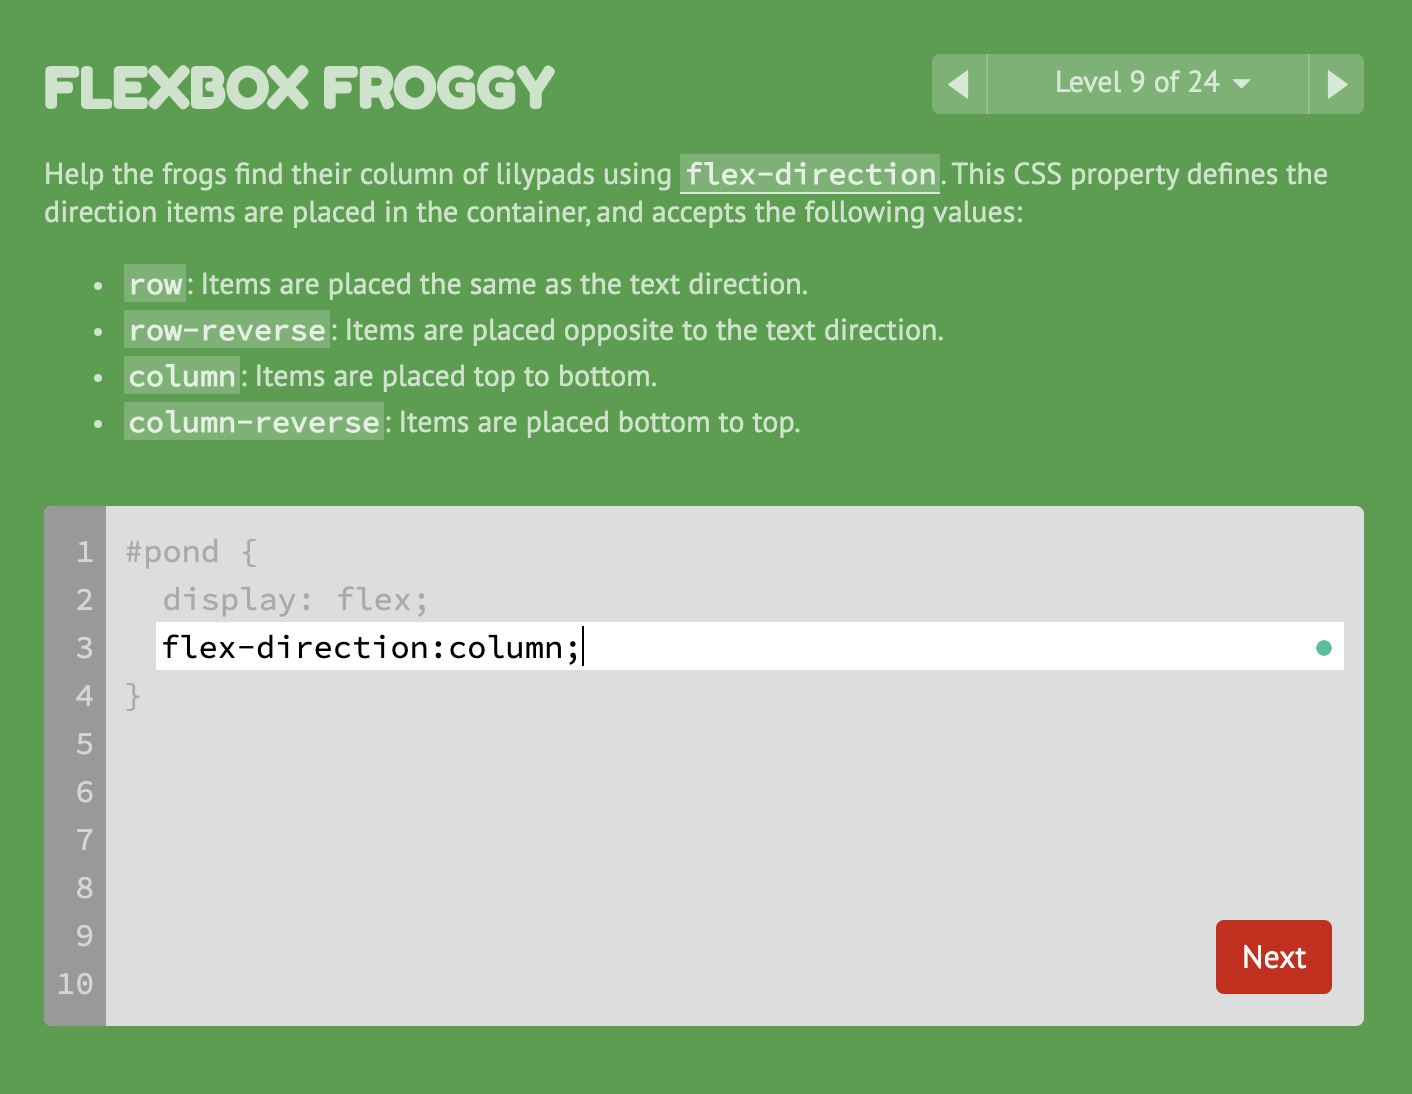 FLEXBOX FROGGY
Level 9 of 24
Help the frogs find their column of lilypads using flex-direction. This CSS property defines the
direction items are placed in the container, and accepts the following values:
• row: Items are placed the same as the text direction.
• row-reverse: Items are placed opposite to the text direction.
• column: Items are placed top to bottom.
• column-reverse: Items are placed bottom to top.
1 #pond {
2 display: flex;
3 flex-direction:column;
4 }
5
6
7
8
9
10
Next